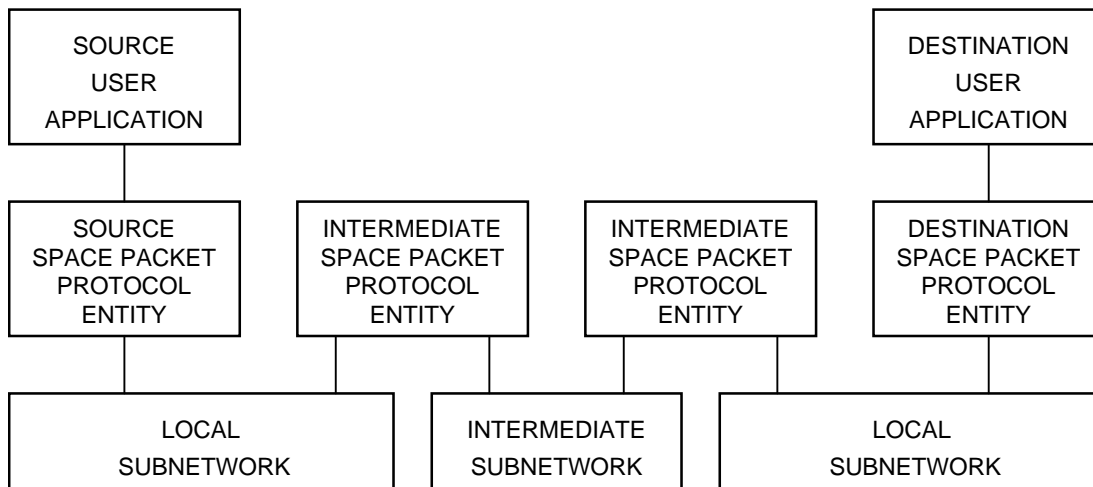 SOURCE
USER
APPLICATION
DESTINATION
USER
APPLICATION
SOURCE
SPACE PACKET
PROTOCOL
ENTITY
INTERMEDIATE
SPACE PACKET
PROTOCOL
ENTITY
INTERMEDIATE
SPACE PACKET
PROTOCOL
ENTITY
DESTINATION
SPACE PACKET
PROTOCOL
ENTITY
LOCAL
SUBNETWORK
INTERMEDIATE
SUBNETWORK
LOCAL
SUBNETWORK